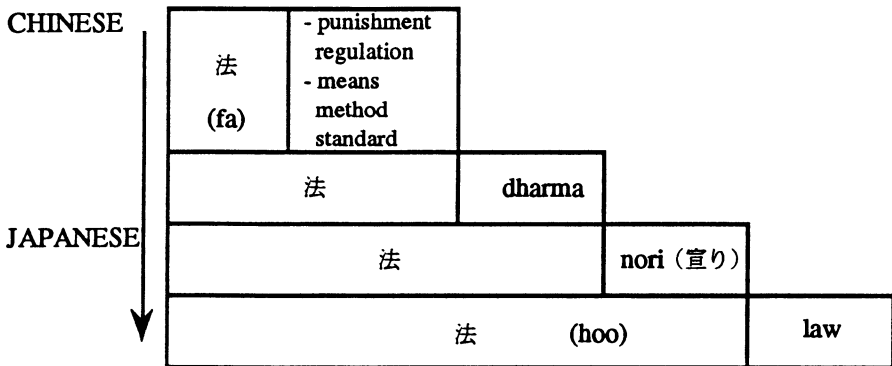 CHINESE
法
(fa)
- punishment
regulation
- means
method
standard
法
dharma
JAPANESE
法
nori（宣り）
法 (hoo)
law